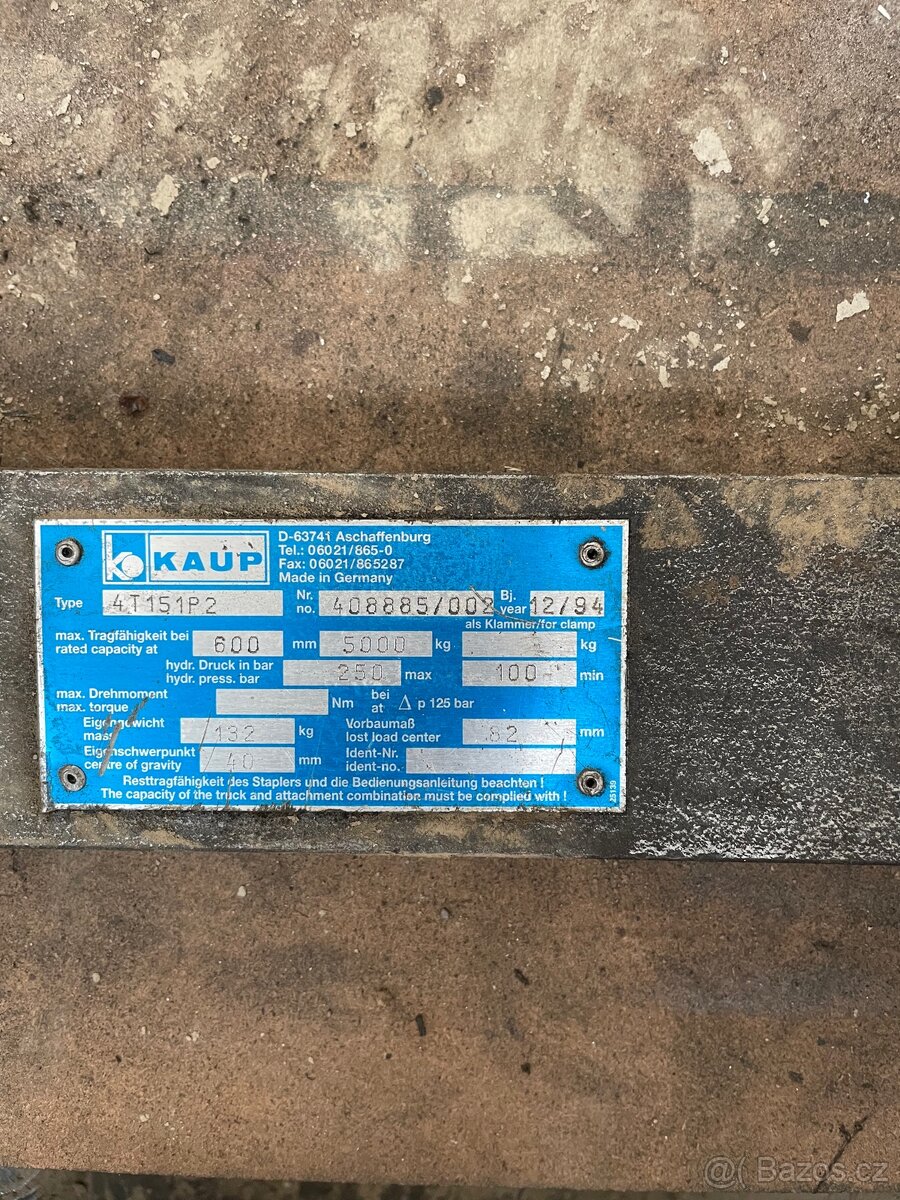 KAUP
D-63741 Aschaffenburg
Tel.: 06021/865-0
Fax: 06021/865287
Made in Germany
Type 4T151P2 Nr. no. 408885/002 Bj. year 12/94
als Klammer/for clamp
max. Tragfähigkeit bei
rated capacity at 600 mm 5000 kg kg
hydr. Druck in bar
hydr. press. bar 250 max 100 min
max. Drehmoment
max. torque Nm bei at Δ p 125 bar
Eigengewicht
mass 132 kg Vorbaumaß
lost load center 82 mm
Eigenschwerpunkt
centre of gravity 40 mm Ident-Nr.
ident-no.
Resttragfähigkeit des Staplers und die Bedienungsanleitung beachten !
The capacity of the truck and attachment combination must be complied with !
@( Bazos.cz